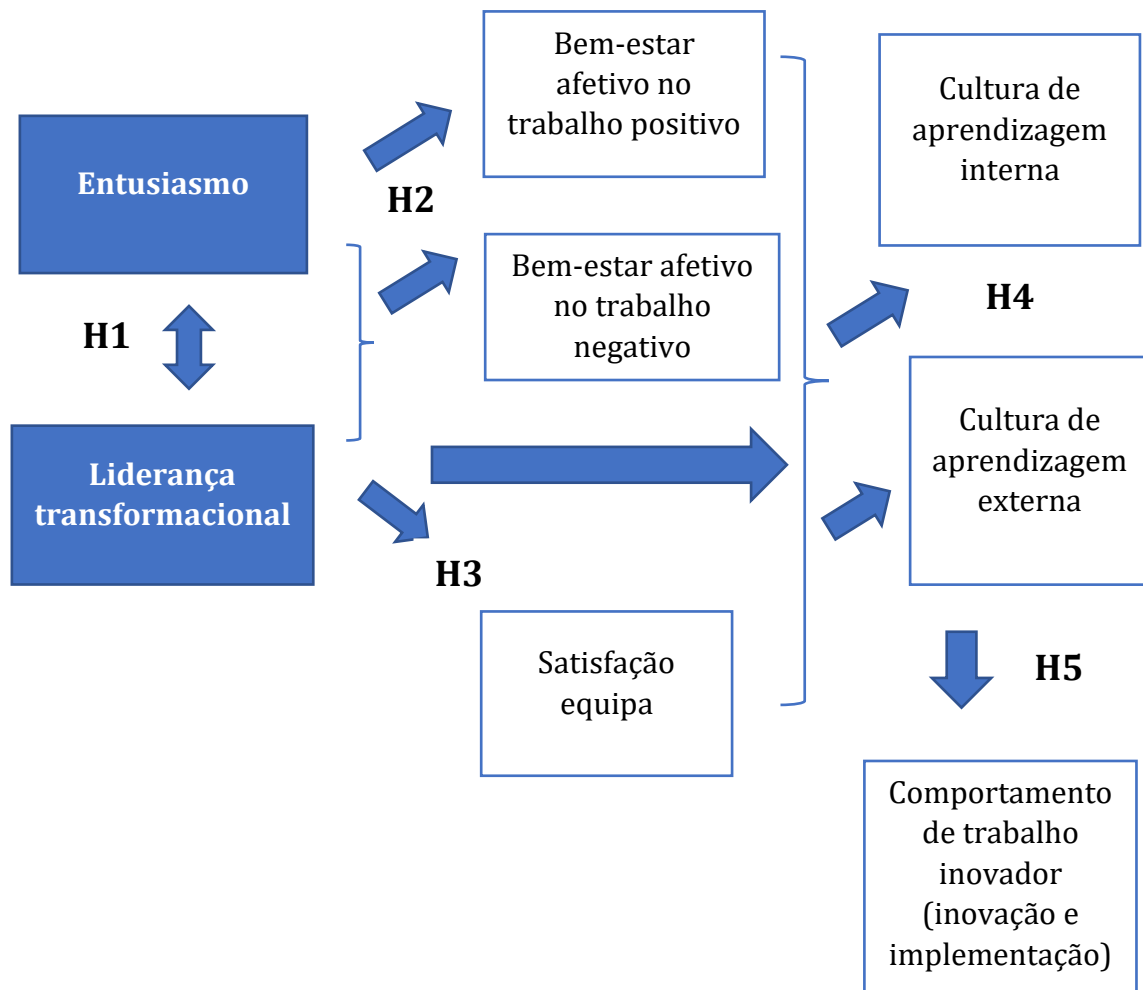 Entusiasmo
H1
Liderança
transformacional
H2
Bem-estar
afetivo no
trabalho positivo
Bem-estar afetivo
no trabalho
negativo
H3
Satisfação
equipa
Cultura de
aprendizagem
interna
H4
Cultura de
aprendizagem
externa
H5
Comportamento
de trabalho
inovador
(inovação e
implementação)